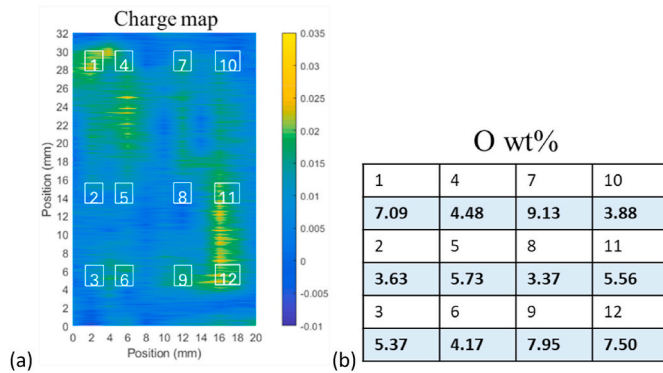 Charge map
32
30
28
26
24
22
20
18
16
14
12
10
8
6
4
2
0
Position (mm)
1 4 7 10
2 5 8 11
3 6 9 12
0 2 4 6 8 10 12 14 16 18 20
Position (mm)
0.035
0.03
0.025
0.02
0.015
0.01
0.005
0
-0.005
-0.01
(a)
O wt%
1 4 7 10
7.09 4.48 9.13 3.88
2 5 8 11
3.63 5.73 3.37 5.56
3 6 9 12
5.37 4.17 7.95 7.50
(b)